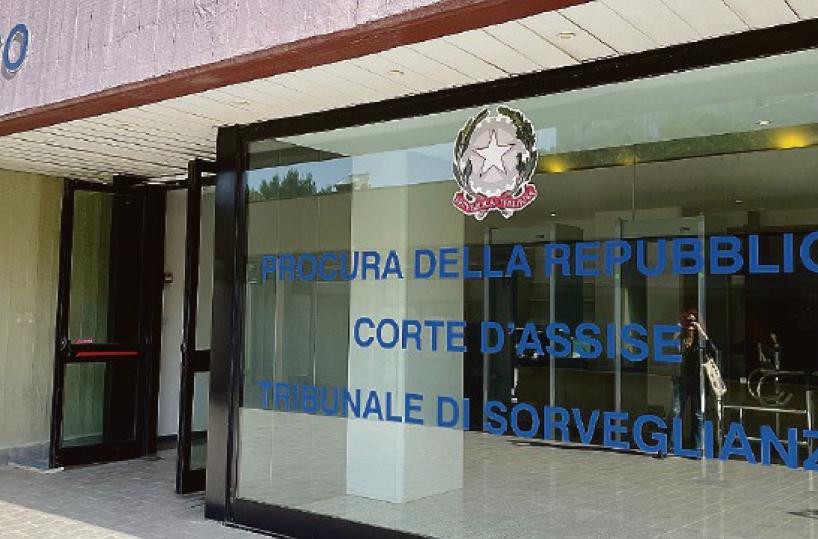 PROCURA DELLA REPUBBLIC
CORTE D'ASSISE
TRIBUNALE DI SORVEGLIANZ